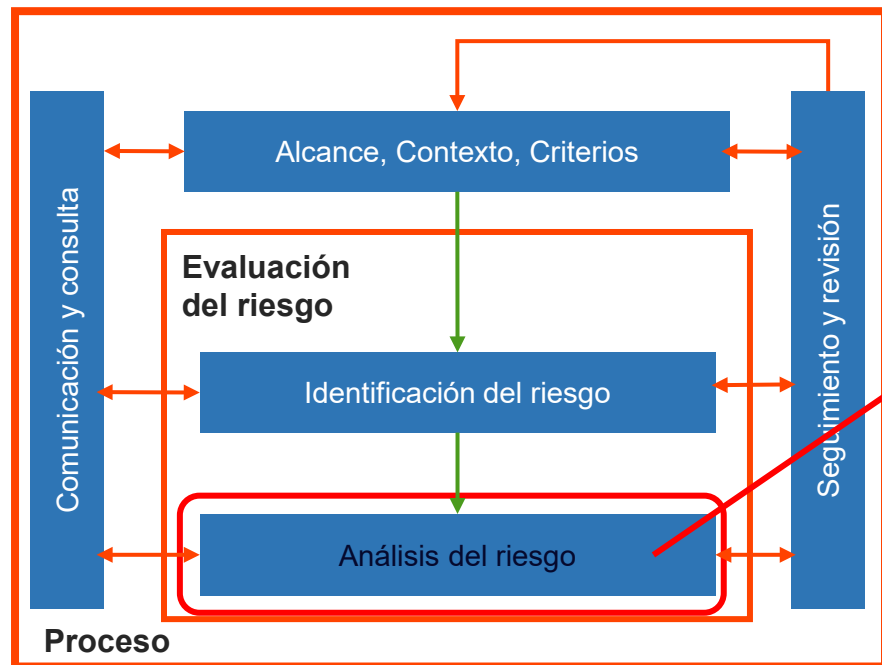 Alcance, Contexto, Criterios
Comunicación y consulta
Evaluación
del riesgo
Seguimiento y revisión
Identificación del riesgo
Análisis del riesgo
Proceso